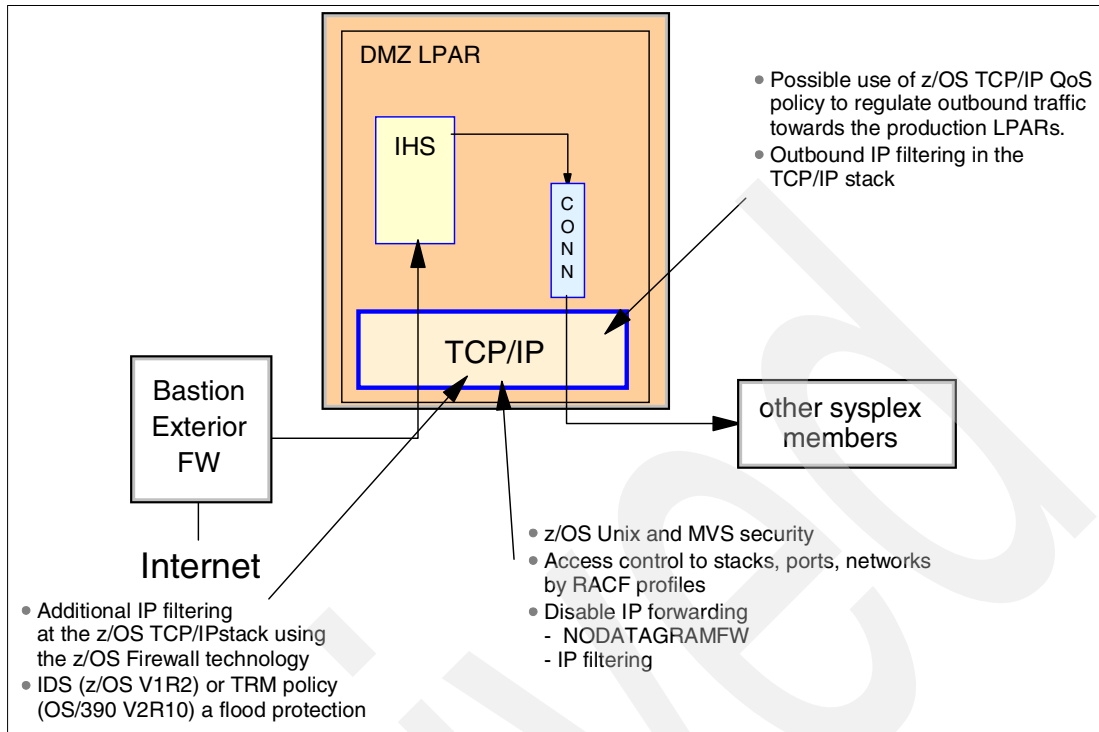 DMZ LPAR
IHS
C
O
N
N
TCP/IP
• Possible use of z/OS TCP/IP QoS
policy to regulate outbound traffic
towards the production LPARs.
• Outbound IP filtering in the
TCP/IP stack
Bastion
Exterior
FW
other sysplex
members
Internet
• Additional IP filtering
at the z/OS TCP/IPstack using
the z/OS Firewall technology
• IDS (z/OS V1R2) or TRM policy
(OS/390 V2R10) a flood protection
• z/OS Unix and MVS security
• Access control to stacks, ports, networks
by RACF profiles
• Disable IP forwarding
- NODATAGRAMFW
- IP filtering